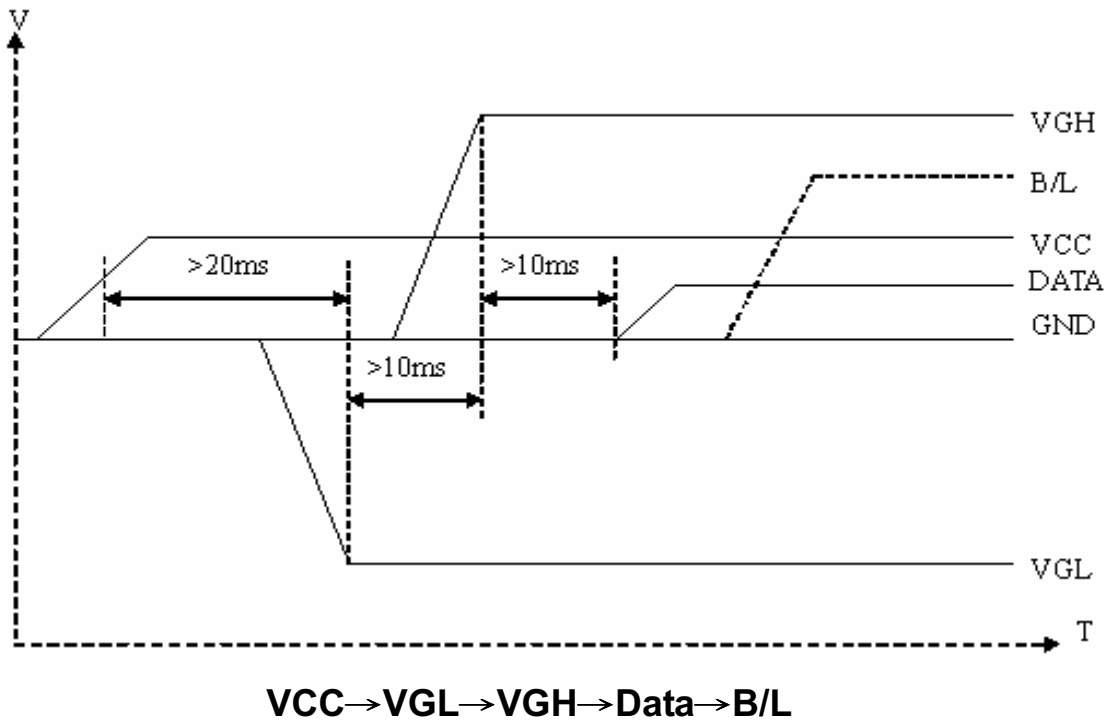 V
VGH
B/L
VCC
>20ms
>10ms
DATA
GND
>10ms
VGL
T
VCC→VGL→VGH→Data→B/L